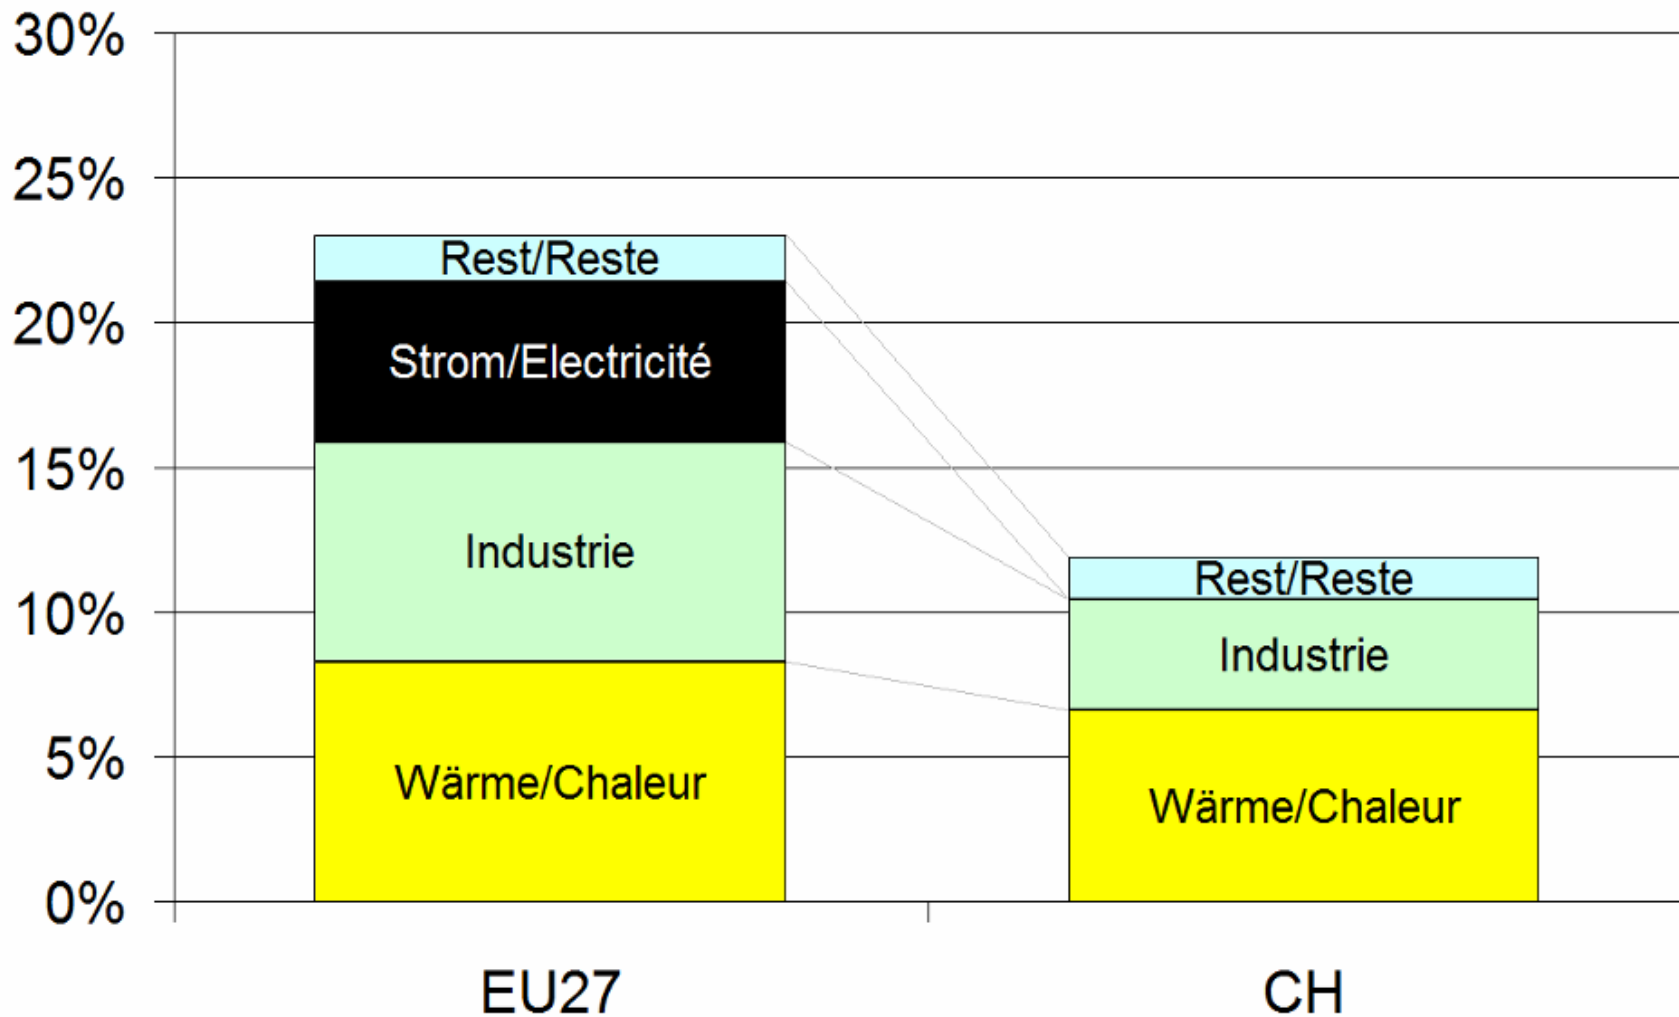 30%
25%
20%
15%
10%
5%
0%
Rest/Reste
Strom/Electricité
Industrie
Wärme/Chaleur
Rest/Reste
Industrie
Wärme/Chaleur
EU27
CH